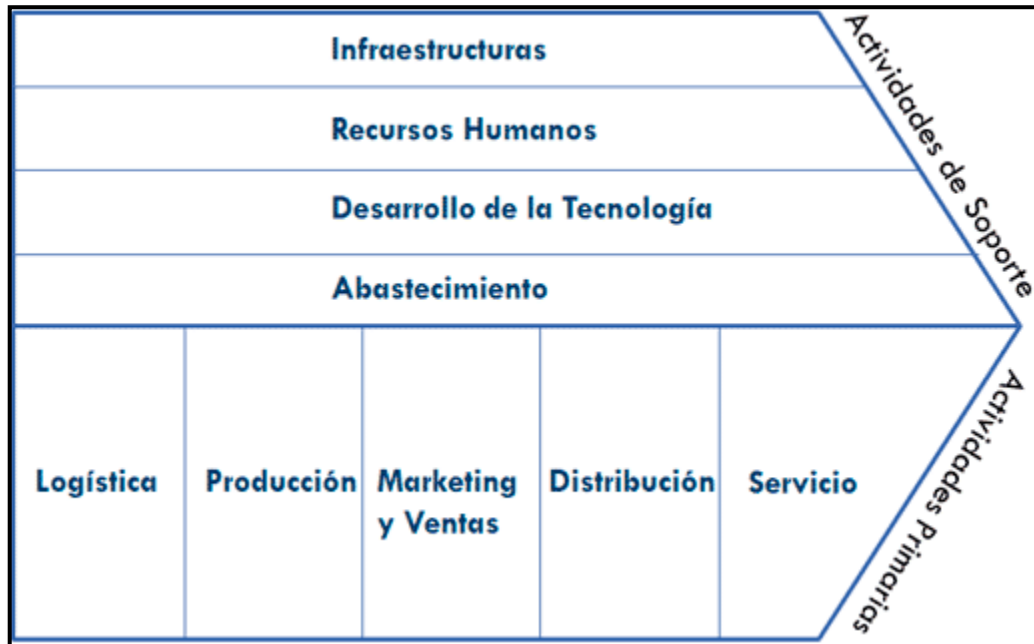 Infraestructuras
Recursos Humanos
Desarrollo de la Tecnología
Abastecimiento
Actividades de Soporte
Logística
Producción
Marketing
y Ventas
Distribución
Servicio
Actividades Primarias